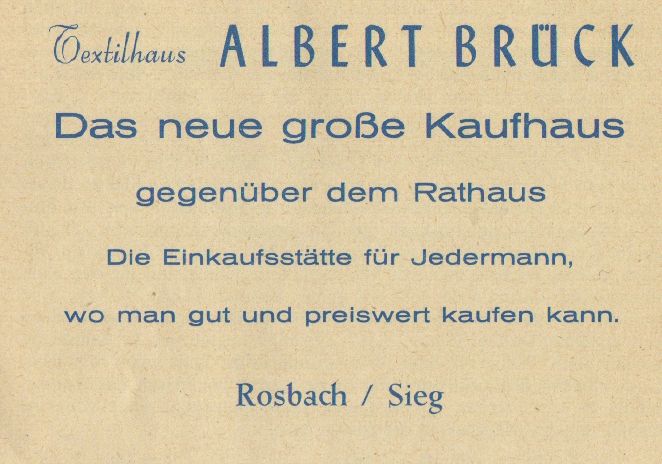 Textilhaus ALBERT BRÜCK
Das neue große Kaufhaus
gegenüber dem Rathaus
Die Einkaufsstätte für Jedermann,
wo man gut und preiswert kaufen kann.
Rosbach / Sieg